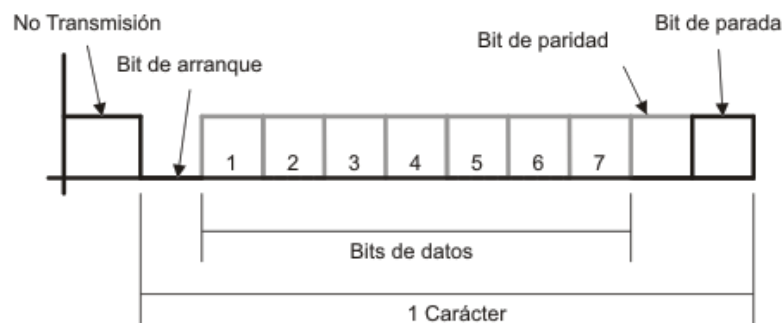 No Transmisión
Bit de arranque
Bit de paridad
Bit de parada
1 2 3 4 5 6 7
Bits de datos
1 Carácter